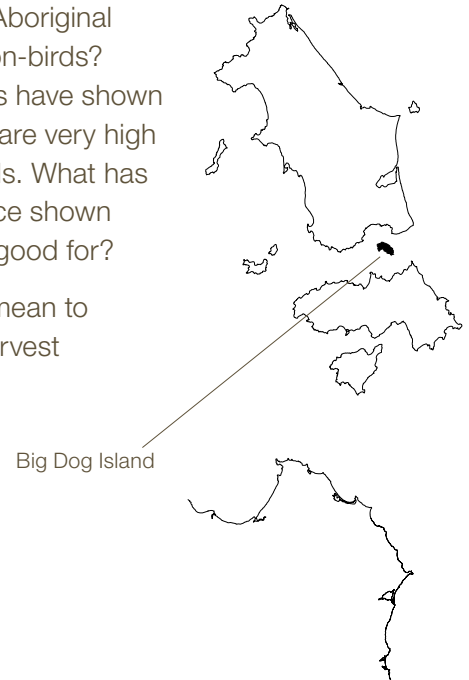 Aboriginal
on-birds?
s have shown
are very high
ls. What has
ce shown
good for?
mean to
rvest
Big Dog Island